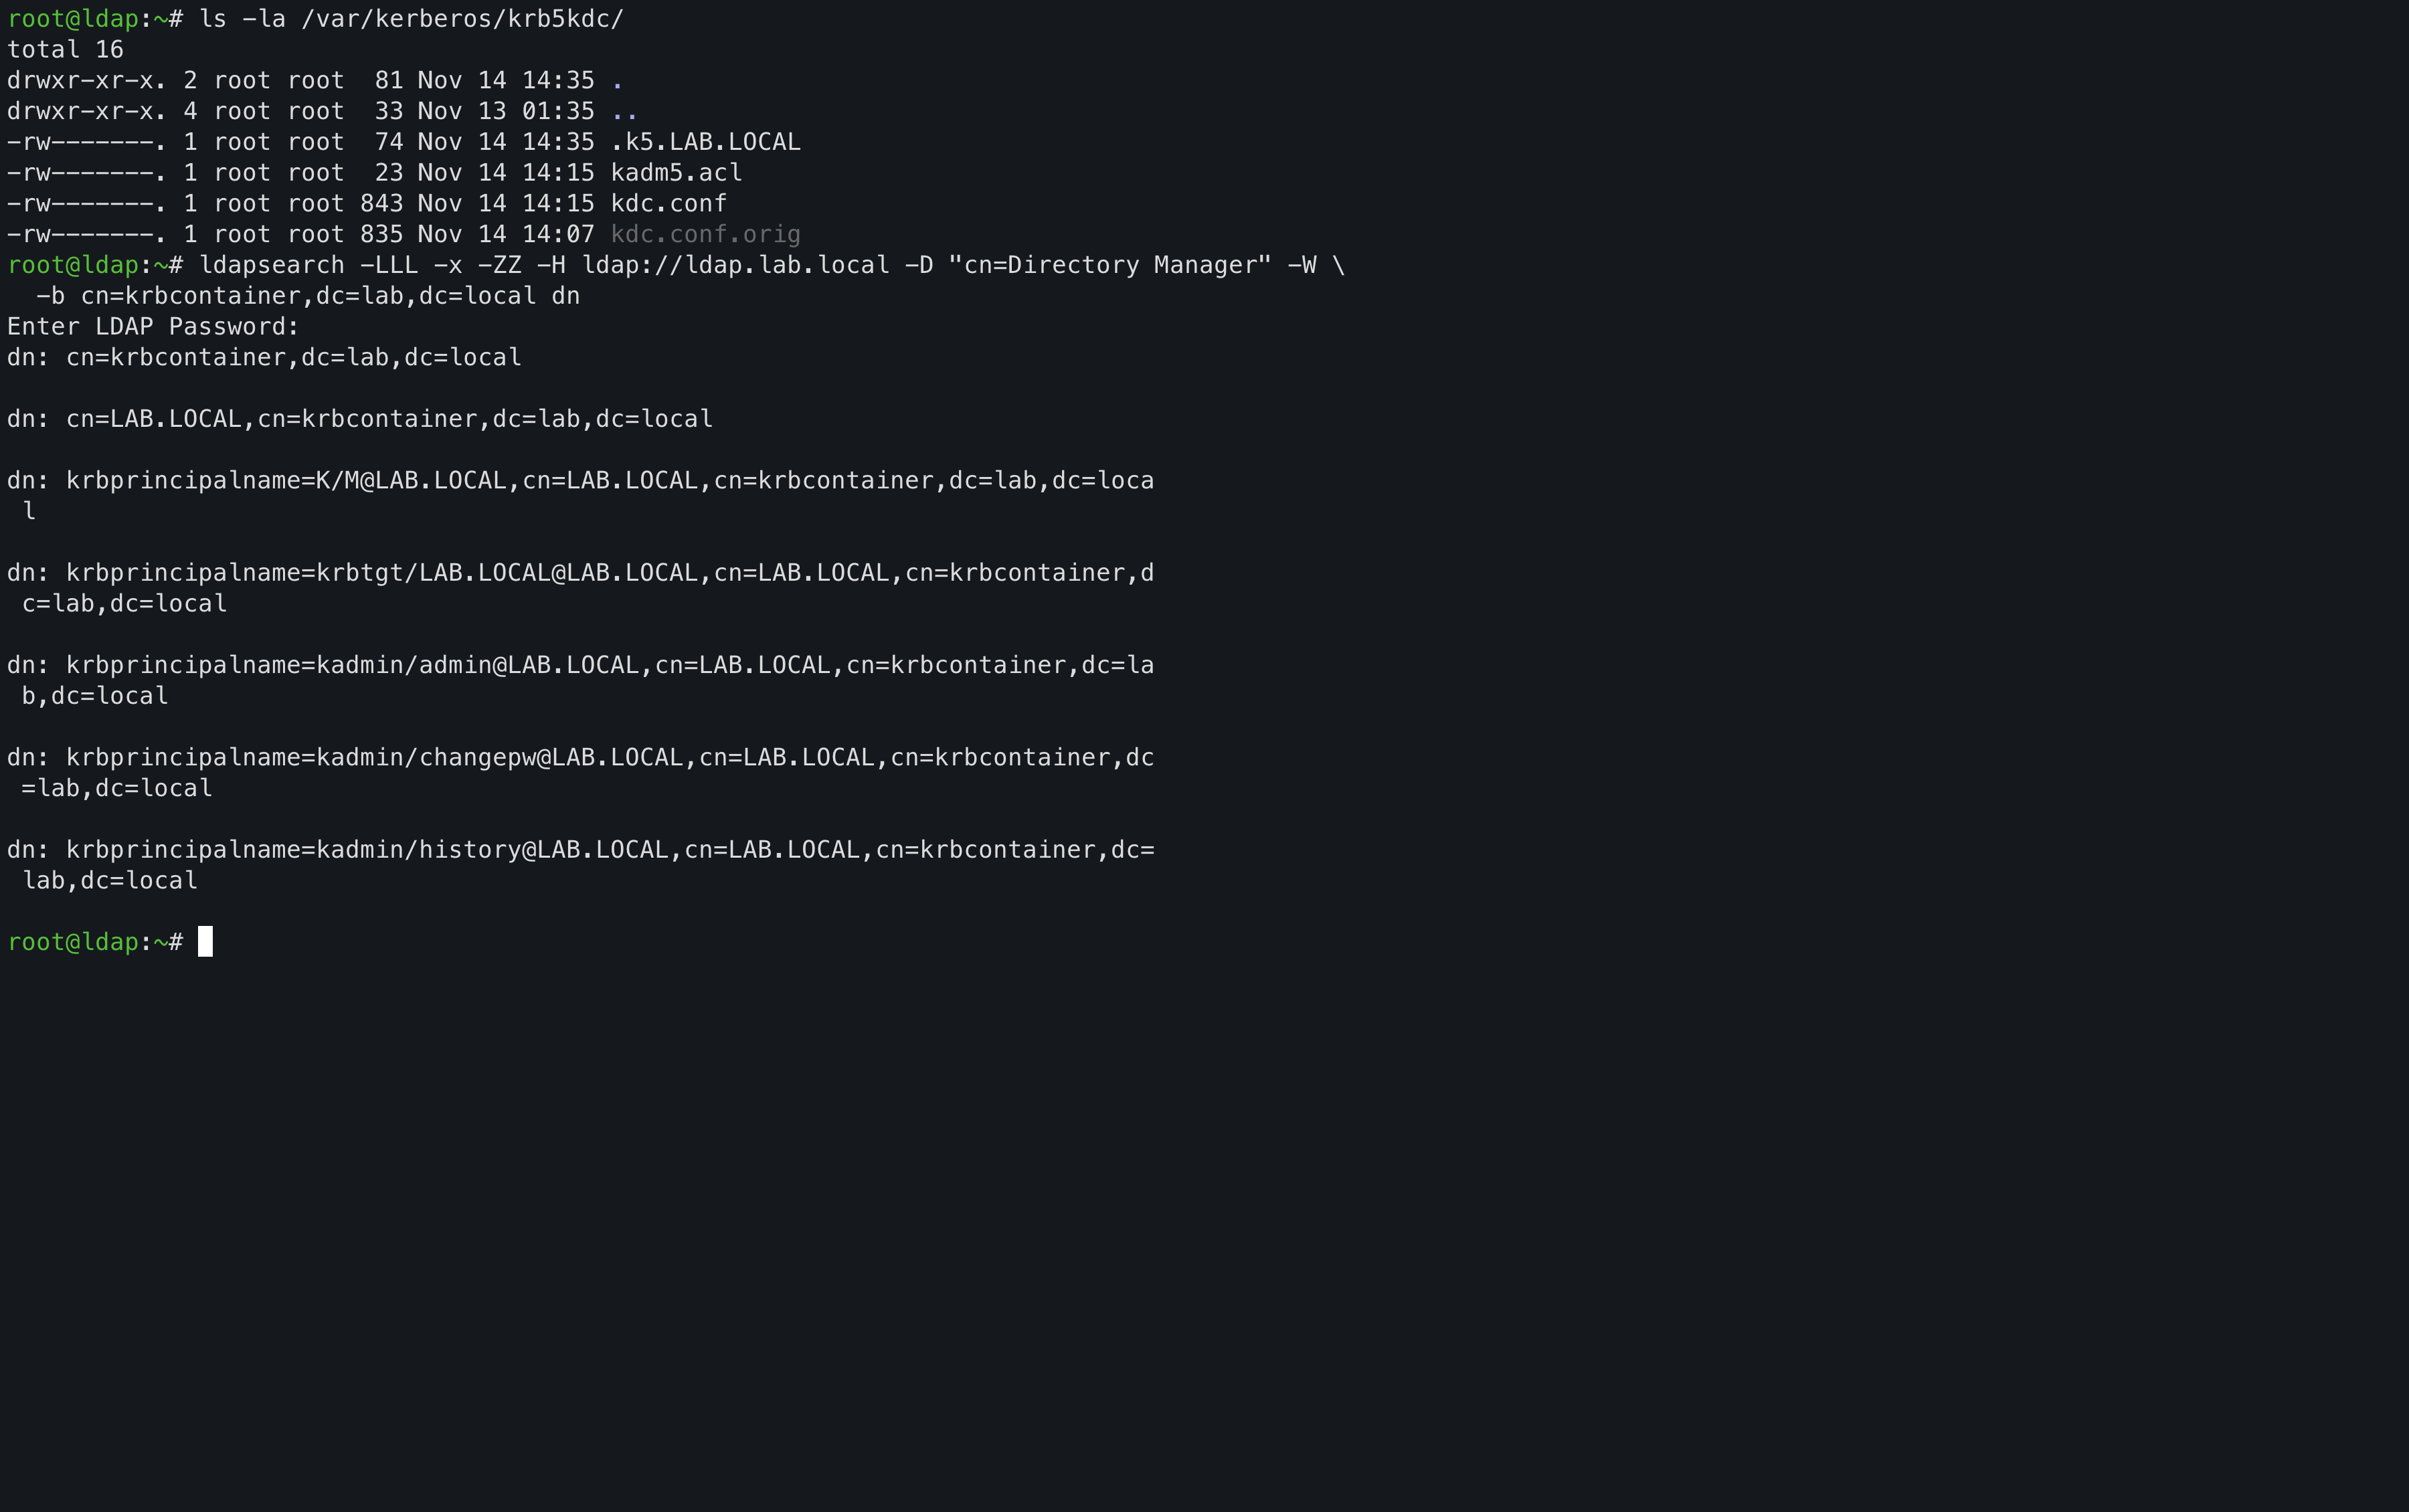 root@ldap:~# ls -la /var/kerberos/krb5kdc/
total 16
drwxr-xr-x. 2 root root  81 Nov 14 14:35 .
drwxr-xr-x. 4 root root  33 Nov 13 01:35 ..
-rw-------. 1 root root  74 Nov 14 14:35 .k5.LAB.LOCAL
-rw-------. 1 root root  23 Nov 14 14:15 kadm5.acl
-rw-------. 1 root root 843 Nov 14 14:15 kdc.conf
-rw-------. 1 root root 835 Nov 14 14:07 kdc.conf.orig
root@ldap:~# ldapsearch -LLL -x -ZZ -H ldap://ldap.lab.local -D "cn=Directory Manager" -W \
  -b cn=krbcontainer,dc=lab,dc=local dn
Enter LDAP Password:
dn: cn=krbcontainer,dc=lab,dc=local

dn: cn=LAB.LOCAL,cn=krbcontainer,dc=lab,dc=local

dn: krbprincipalname=K/M@LAB.LOCAL,cn=LAB.LOCAL,cn=krbcontainer,dc=lab,dc=loca
 l

dn: krbprincipalname=krbtgt/LAB.LOCAL@LAB.LOCAL,cn=LAB.LOCAL,cn=krbcontainer,d
 c=lab,dc=local

dn: krbprincipalname=kadmin/admin@LAB.LOCAL,cn=LAB.LOCAL,cn=krbcontainer,dc=la
 b,dc=local

dn: krbprincipalname=kadmin/changepw@LAB.LOCAL,cn=LAB.LOCAL,cn=krbcontainer,dc
 =lab,dc=local

dn: krbprincipalname=kadmin/history@LAB.LOCAL,cn=LAB.LOCAL,cn=krbcontainer,dc=
 lab,dc=local

root@ldap:~#